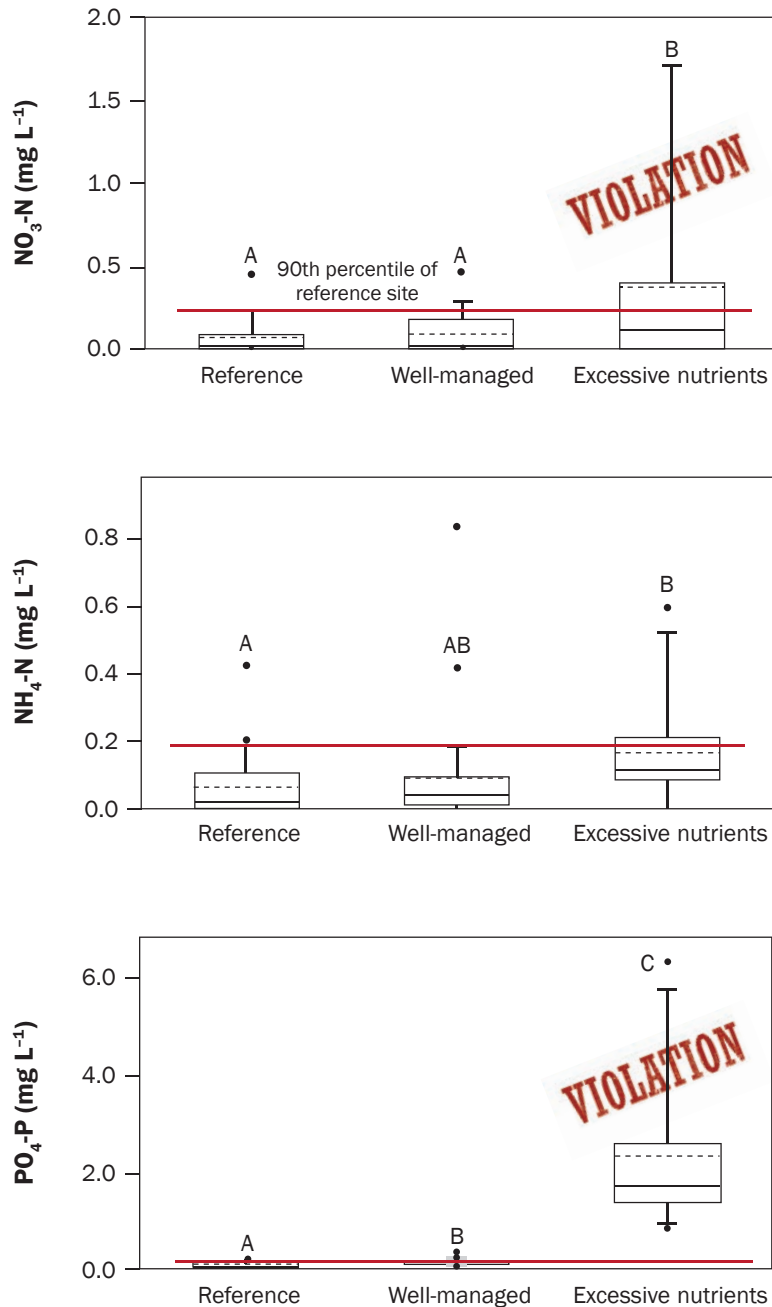 2.0
B
1.5
VIOLATION
1.0
NO₃-N (mg L⁻¹)
A
A
0.5
90th percentile of
reference site
0.0
Reference
Well-managed
Excessive nutrients
0.8
B
0.6
AB
A
NH₄-N (mg L⁻¹)
0.4
0.2
0.0
Reference
Well-managed
Excessive nutrients
6.0
C
VIOLATION
4.0
PO₄-P (mg L⁻¹)
2.0
A
B
0.0
Reference
Well-managed
Excessive nutrients